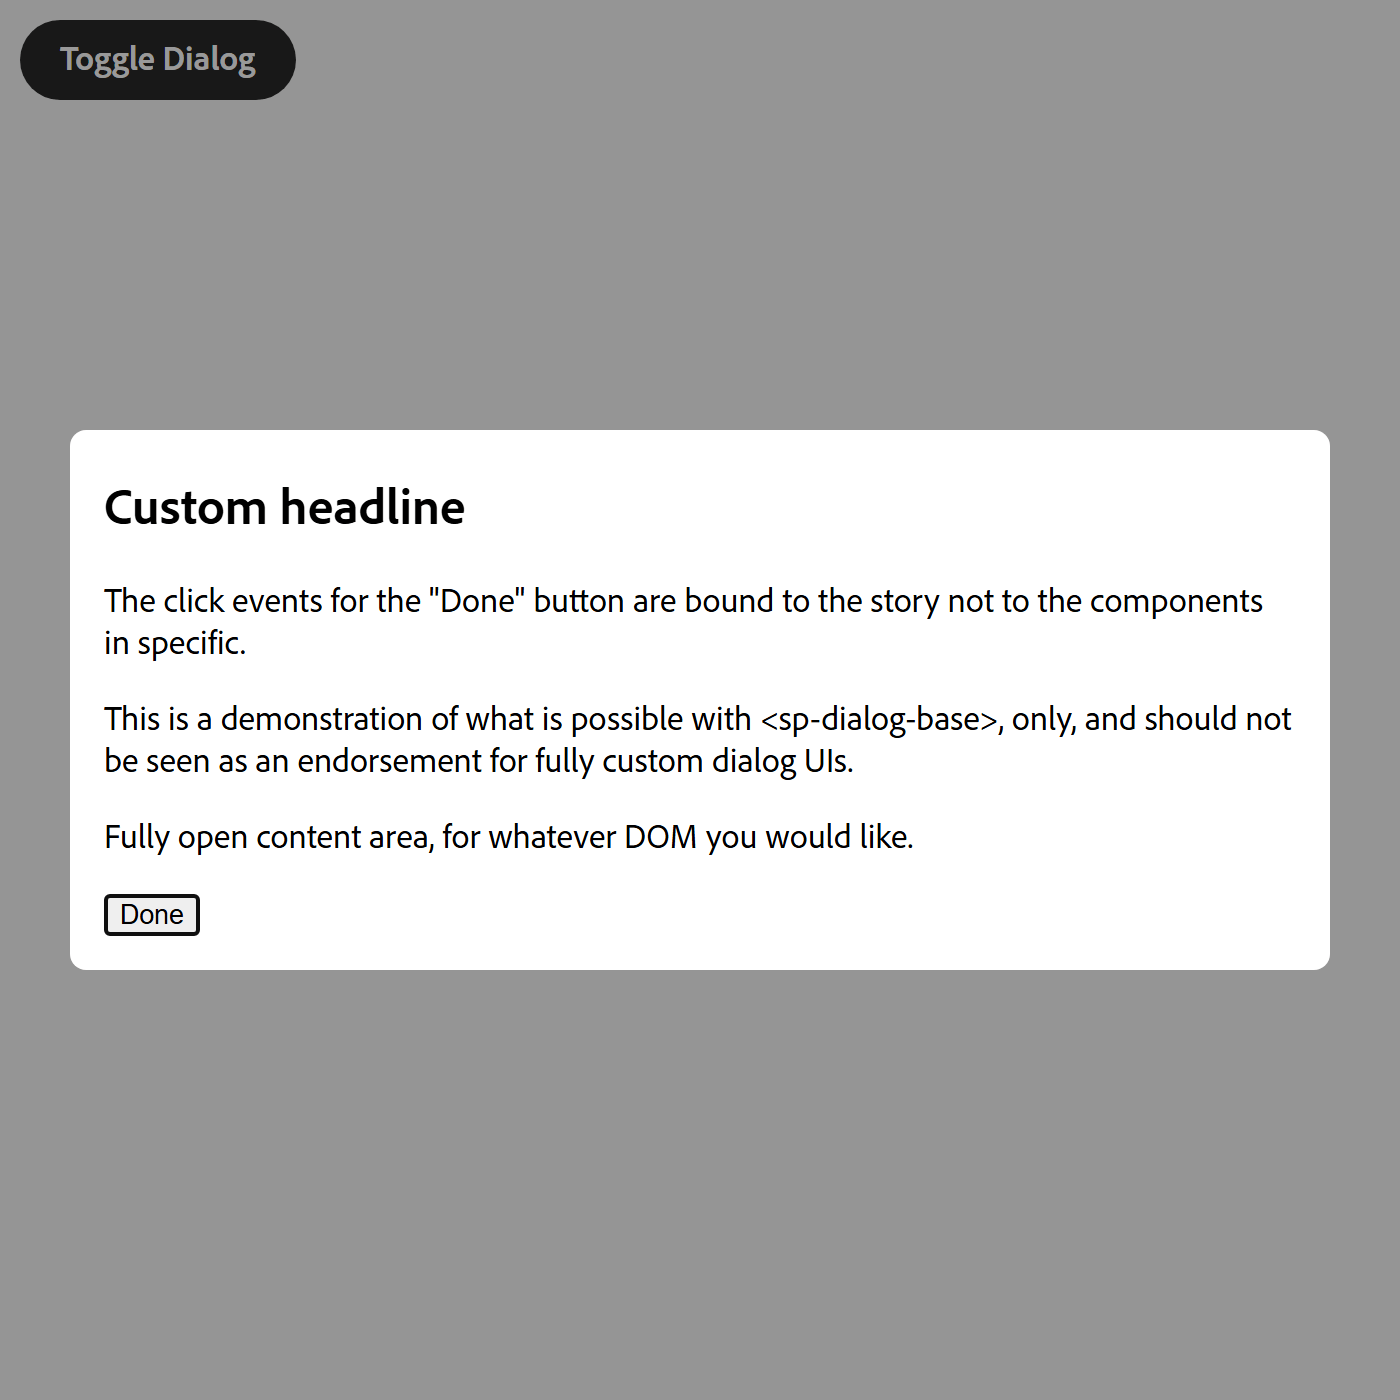 Toggle Dialog
Custom headline
The click events for the "Done" button are bound to the story not to the components
in specific.
This is a demonstration of what is possible with <sp-dialog-base>, only, and should not
be seen as an endorsement for fully custom dialog UIs.
Fully open content area, for whatever DOM you would like.
Done